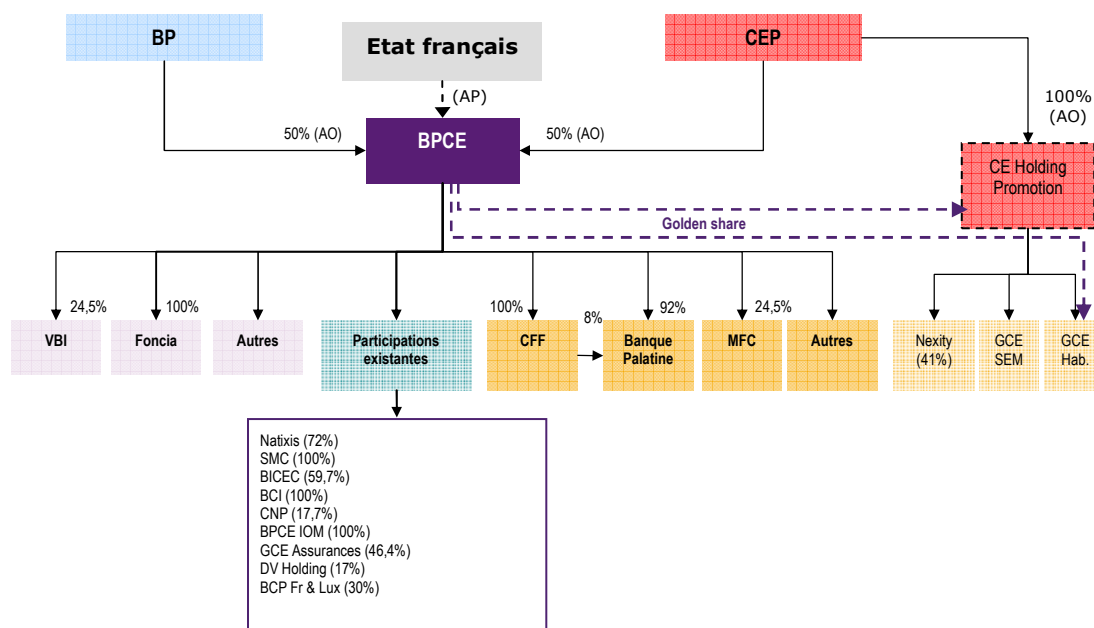 BP
Etat français
CEP
(AP)
100%
(AO)
50% (AO)
BPCE
50% (AO)
CE Holding
Promotion
Golden share
24,5%
100%
100%
8%
92%
24,5%
VBI
Foncia
Autres
Participations
existantes
CFF
Banque
Palatine
MFC
Autres
Nexity
(41%)
GCE
SEM
GCE
Hab.
Natixis (72%)
SMC (100%)
BICEC (59,7%)
BCI (100%)
CNP (17,7%)
BPCE IOM (100%)
GCE Assurances (46,4%)
DV Holding (17%)
BCP Fr & Lux (30%)